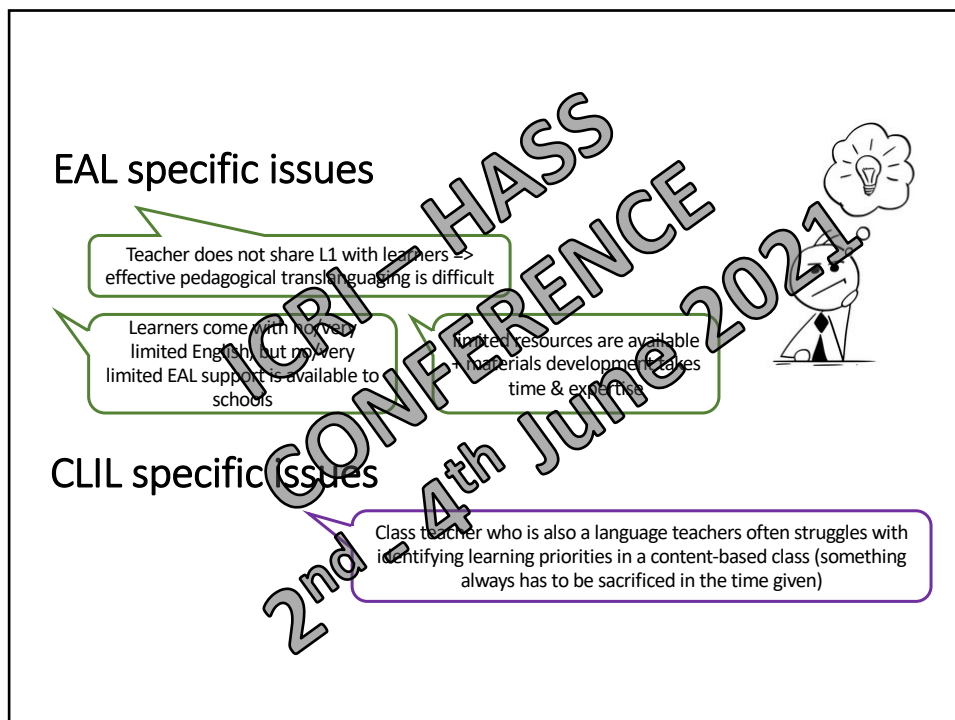 EAL specific issues
Teacher does not share L1 with learners =>
effective pedagogical translanguaging is difficult
Learners come with no/very
limited English, but no/very
limited EAL support is available to
schools
limited resources are available
+ materials development takes
time & expertise
CLIL specific issues
Class teacher who is also a language teachers often struggles with
identifying learning priorities in a content-based class (something
always has to be sacrificed in the time given)
ICRI – HASS
CONFERENCE
2nd - 4th June 2021